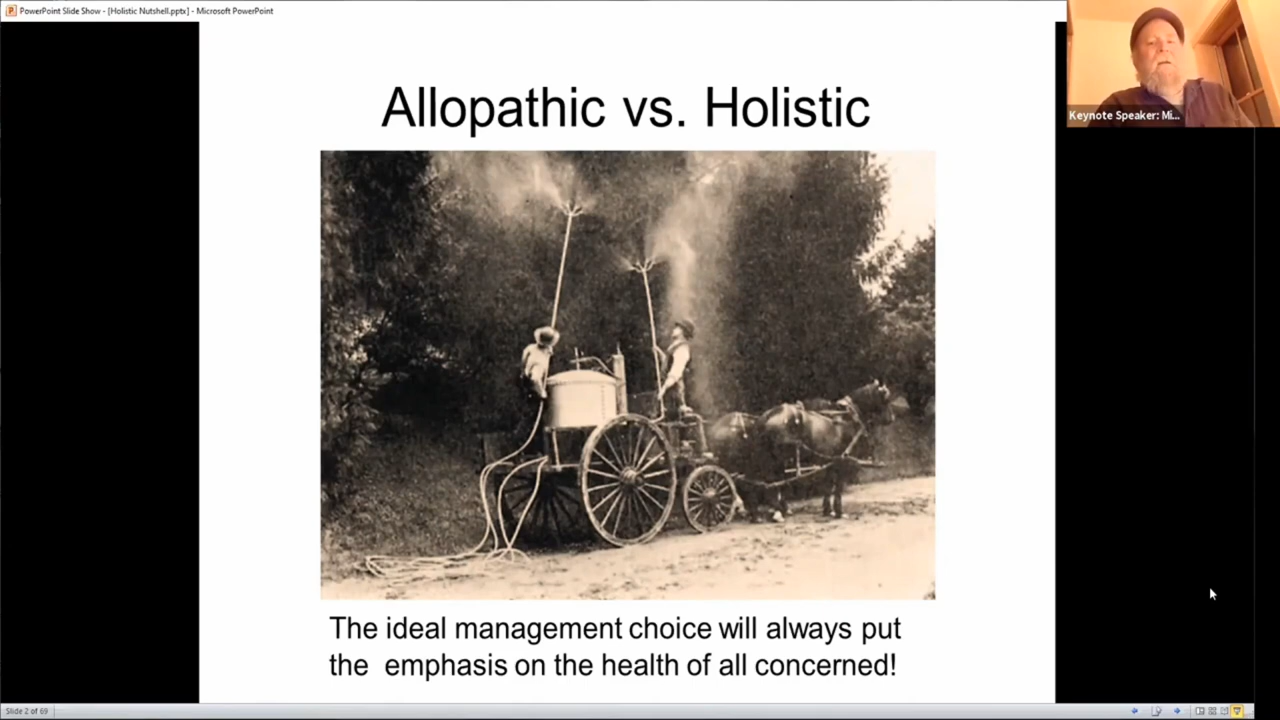 PowerPoint Slide Show - [Holistic Nutshell.pptx] - Microsoft PowerPoint
Keynote Speaker: Mi...
Allopathic vs. Holistic
The ideal management choice will always put
the emphasis on the health of all concerned!
Slide 2 of 69